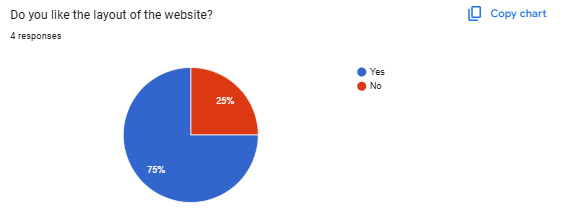 Do you like the layout of the website?
Copy chart
4 responses
Yes
No
25%
75%